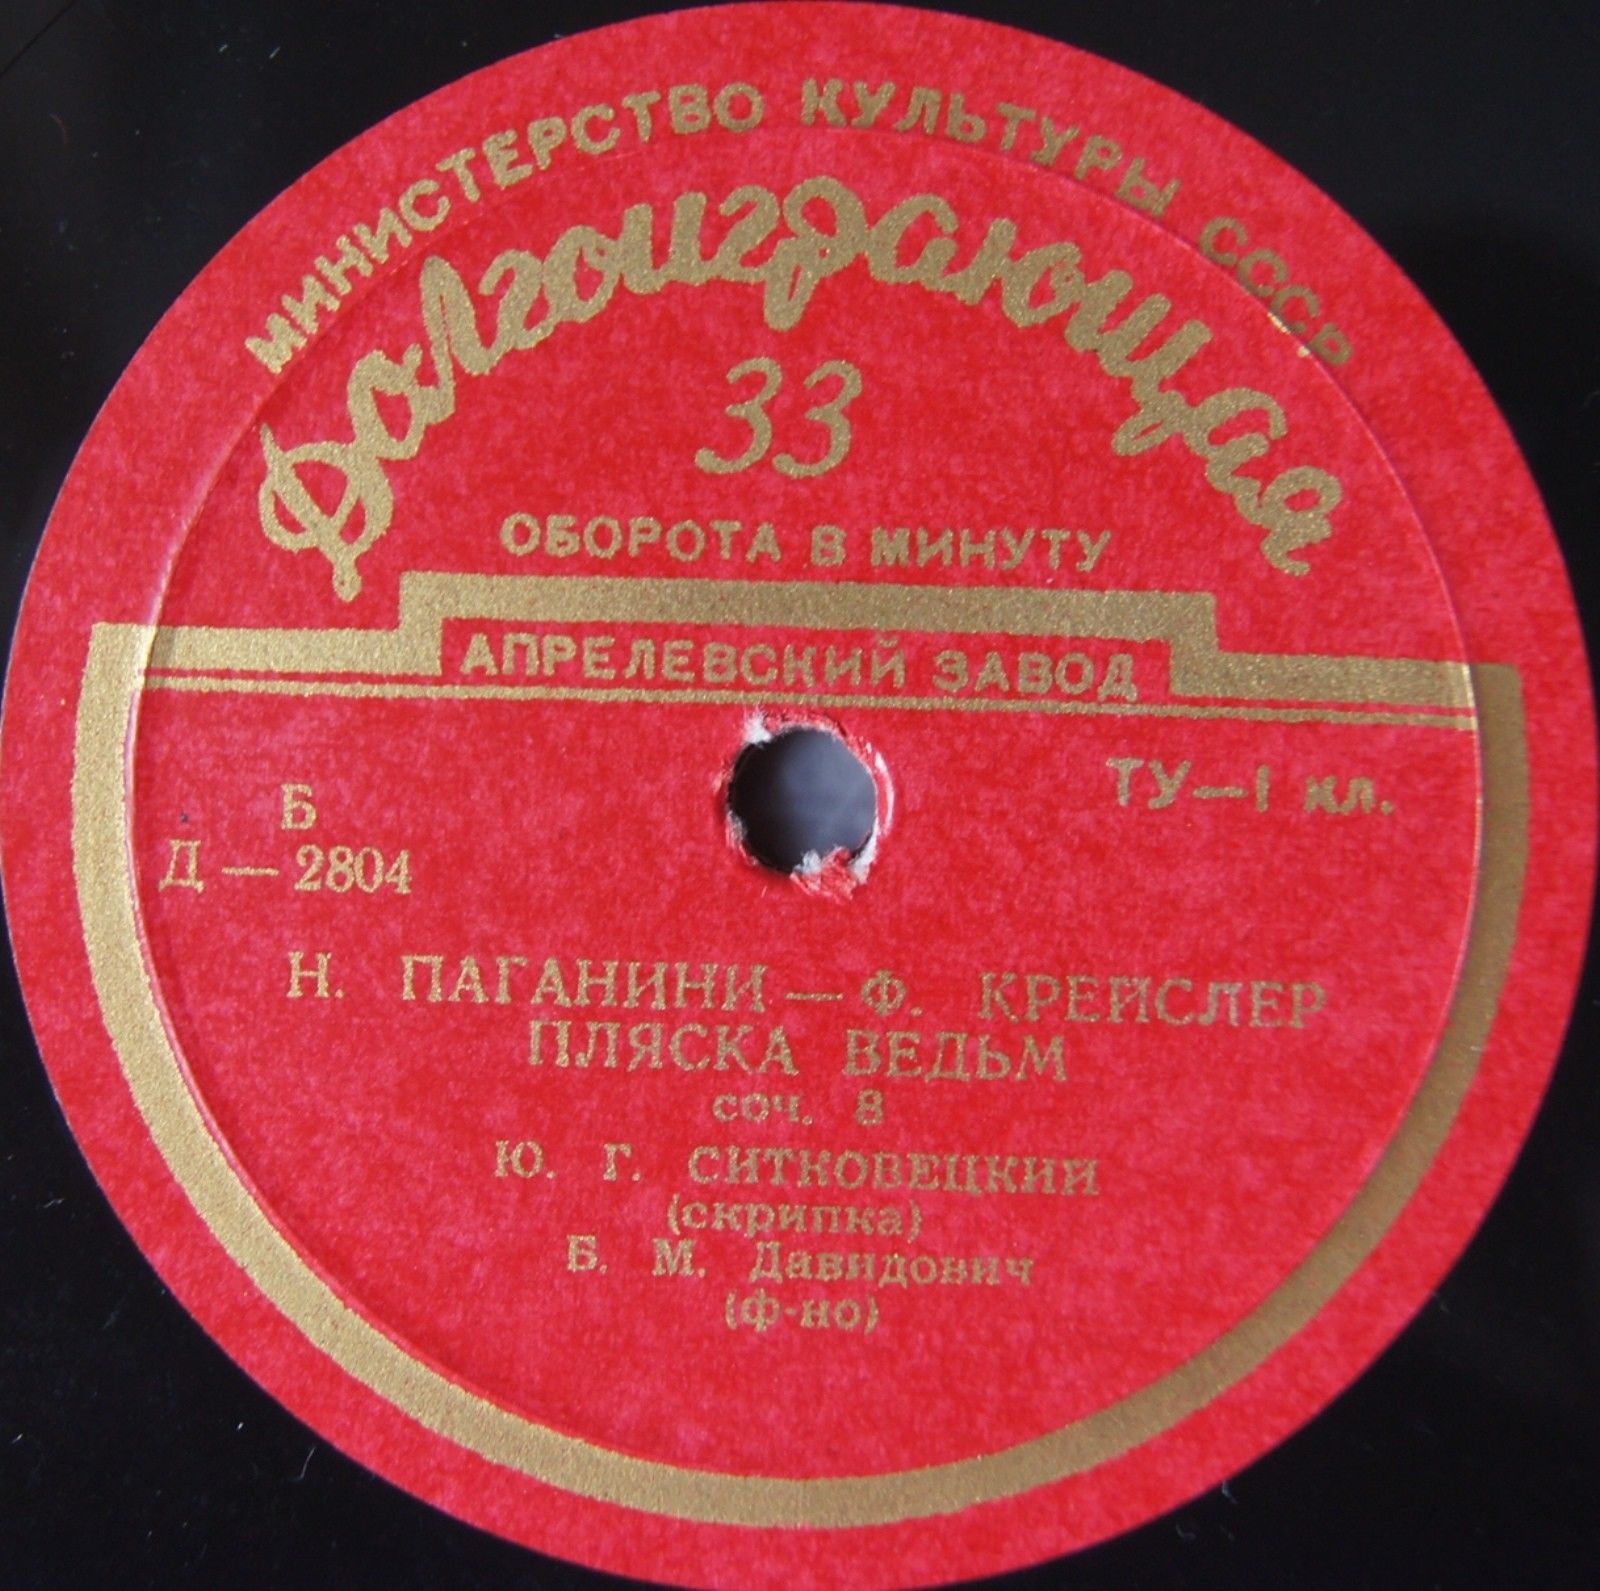 МИНИСТЕРСТВО КУЛЬТУРЫ СССР
Долгоиграющая
33
ОБОРОТА В МИНУТУ
АПРЕЛЕВСКИЙ ЗАВОД
ТУ—1 кл.
Б
Д — 2804
Н. ПАГАНИНИ — Ф. КРЕЙСЛЕР
ПЛЯСКА ВЕДЬМ
соч. 8
Ю. Г. СИТКОВЕЦКИЙ
(скрипка)
Б. М. Давидович
(ф-но)